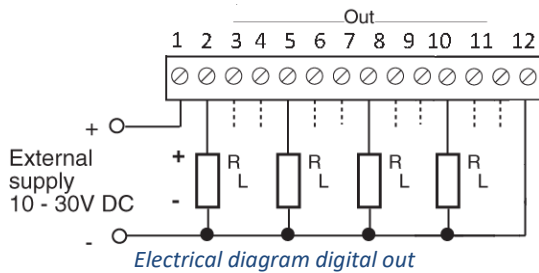 Out
1 2 3 4 5 6 7 8 9 10 11 12
+
External
supply
10 - 30V DC
-
+
-
R
L
R
L
R
L
R
L
Electrical diagram digital out